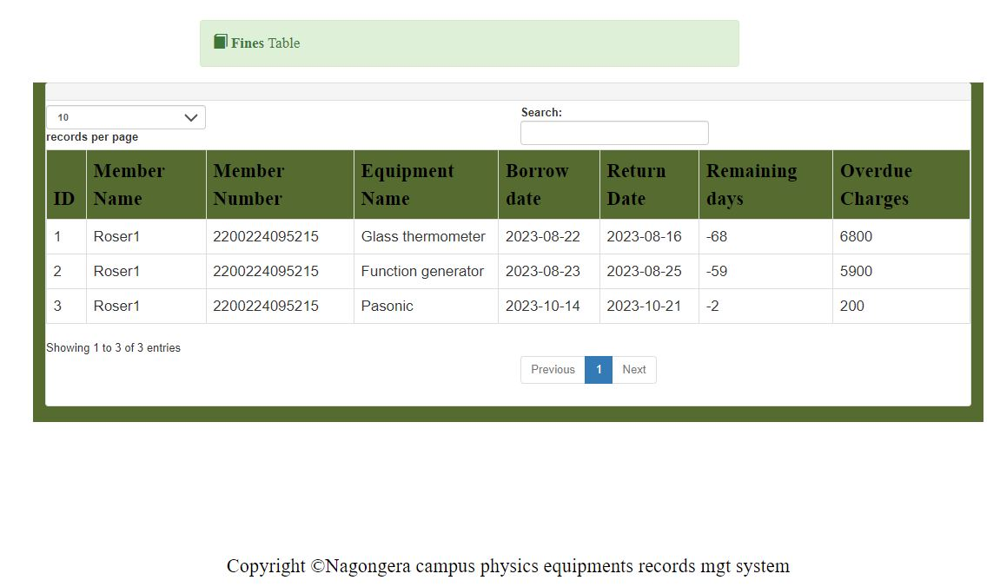 Fines Table
10
records per page
Search:
ID Member Name Member Number Equipment Name Borrow date Return Date Remaining days Overdue Charges
1 Roser1 2200224095215 Glass thermometer 2023-08-22 2023-08-16 -68 6800
2 Roser1 2200224095215 Function generator 2023-08-23 2023-08-25 -59 5900
3 Roser1 2200224095215 Pasonic 2023-10-14 2023-10-21 -2 200
Showing 1 to 3 of 3 entries
Previous 1 Next
Copyright ©Nagongera campus physics equipments records mgt system